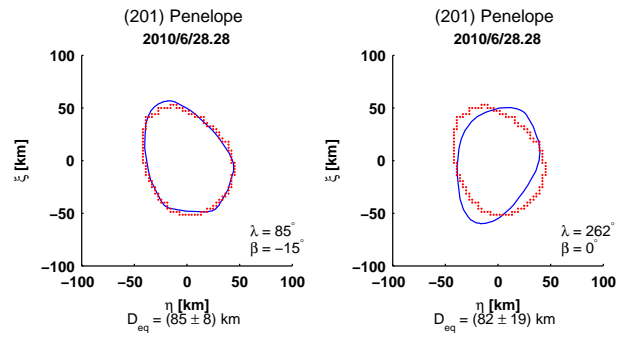 (201) Penelope
2010/6/28.28
100
50
0
−50
−100
ξ [km]
−100
−50
0
50
100
η [km]
λ = 85°
β = −15°
D_eq = (85 ± 8) km
(201) Penelope
2010/6/28.28
100
50
0
−50
−100
ξ [km]
−100
−50
0
50
100
η [km]
λ = 262°
β = 0°
D_eq = (82 ± 19) km